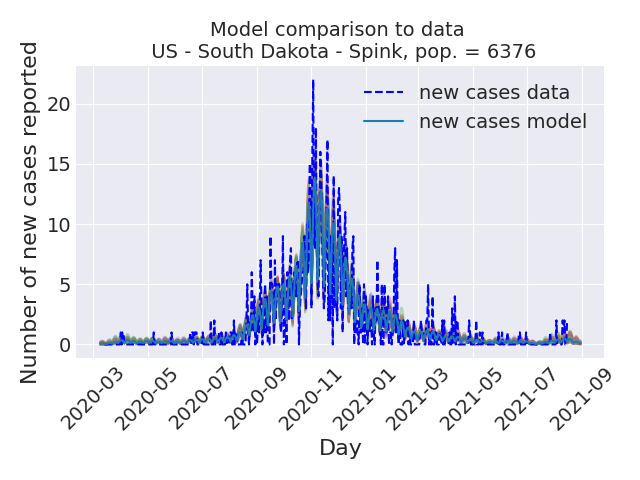 Model comparison to data
US - South Dakota - Spink, pop. = 6376
Number of new cases reported
20
15
10
5
0
new cases data
new cases model
2020-03
2020-05
2020-07
2020-09
2020-11
2021-01
2021-03
2021-05
2021-07
2021-09
Day